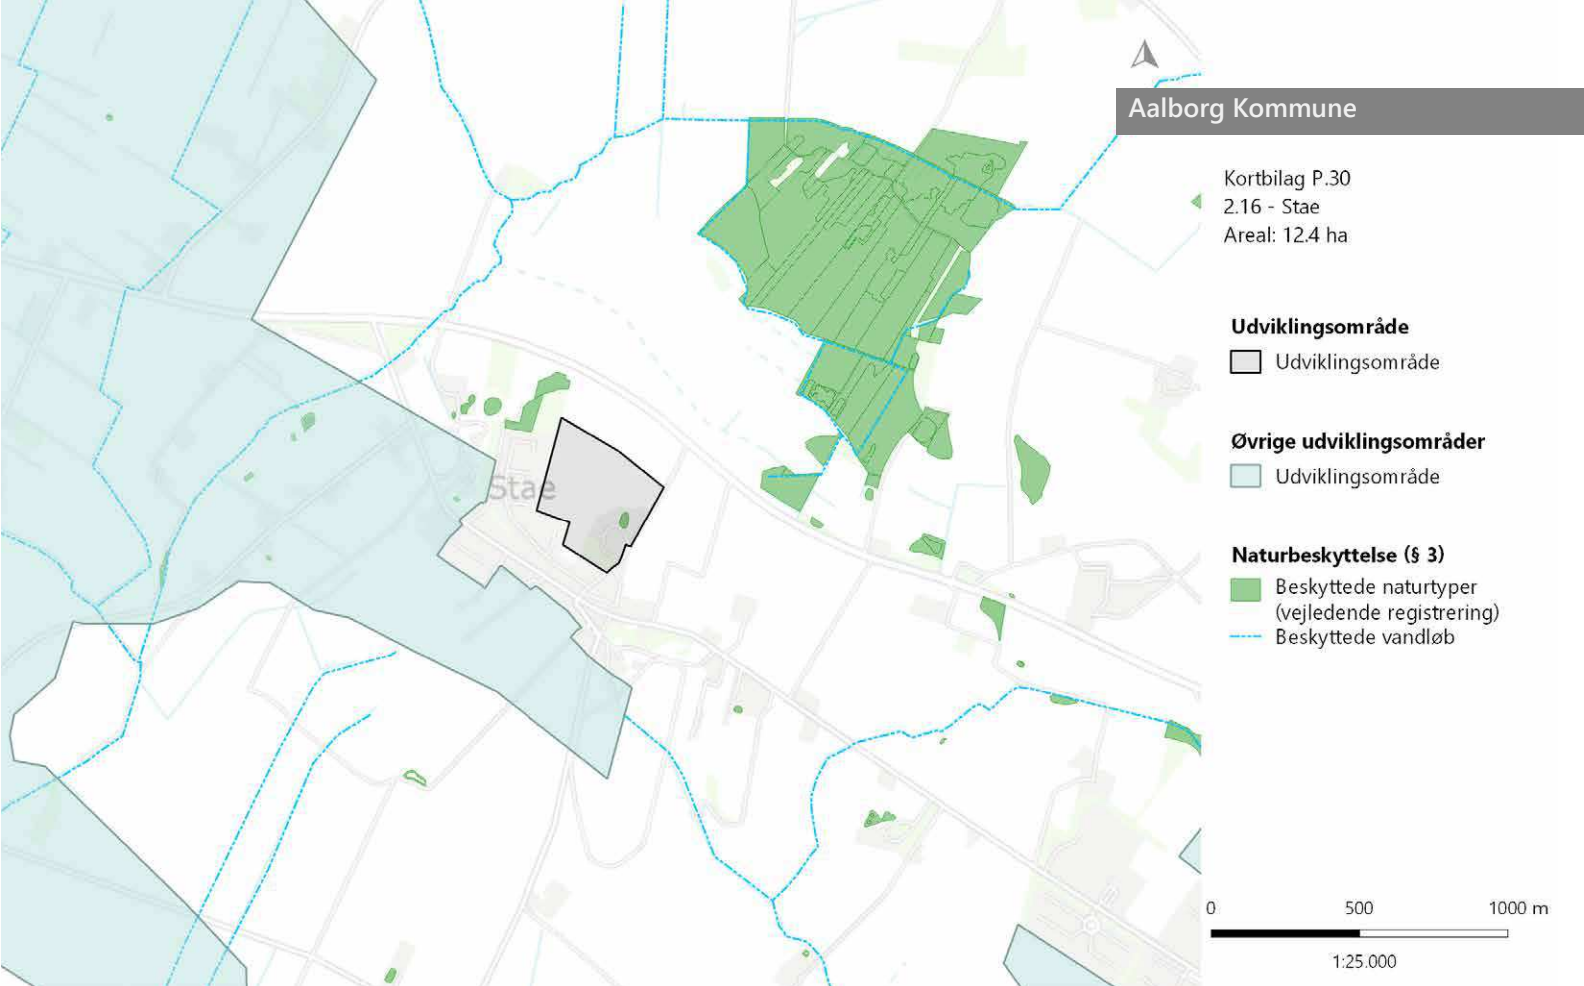 Aalborg Kommune
Kortbilag P.30
2.16 - Stae
Areal: 12.4 ha
Udviklingsområde
Udviklingsområde
Øvrige udviklingsområder
Udviklingsområde
Naturbeskyttelse (§ 3)
Beskyttede naturtyper
(vejledende registrering)
Beskyttede vandløb
Stae
0 500 1000 m
1:25.000